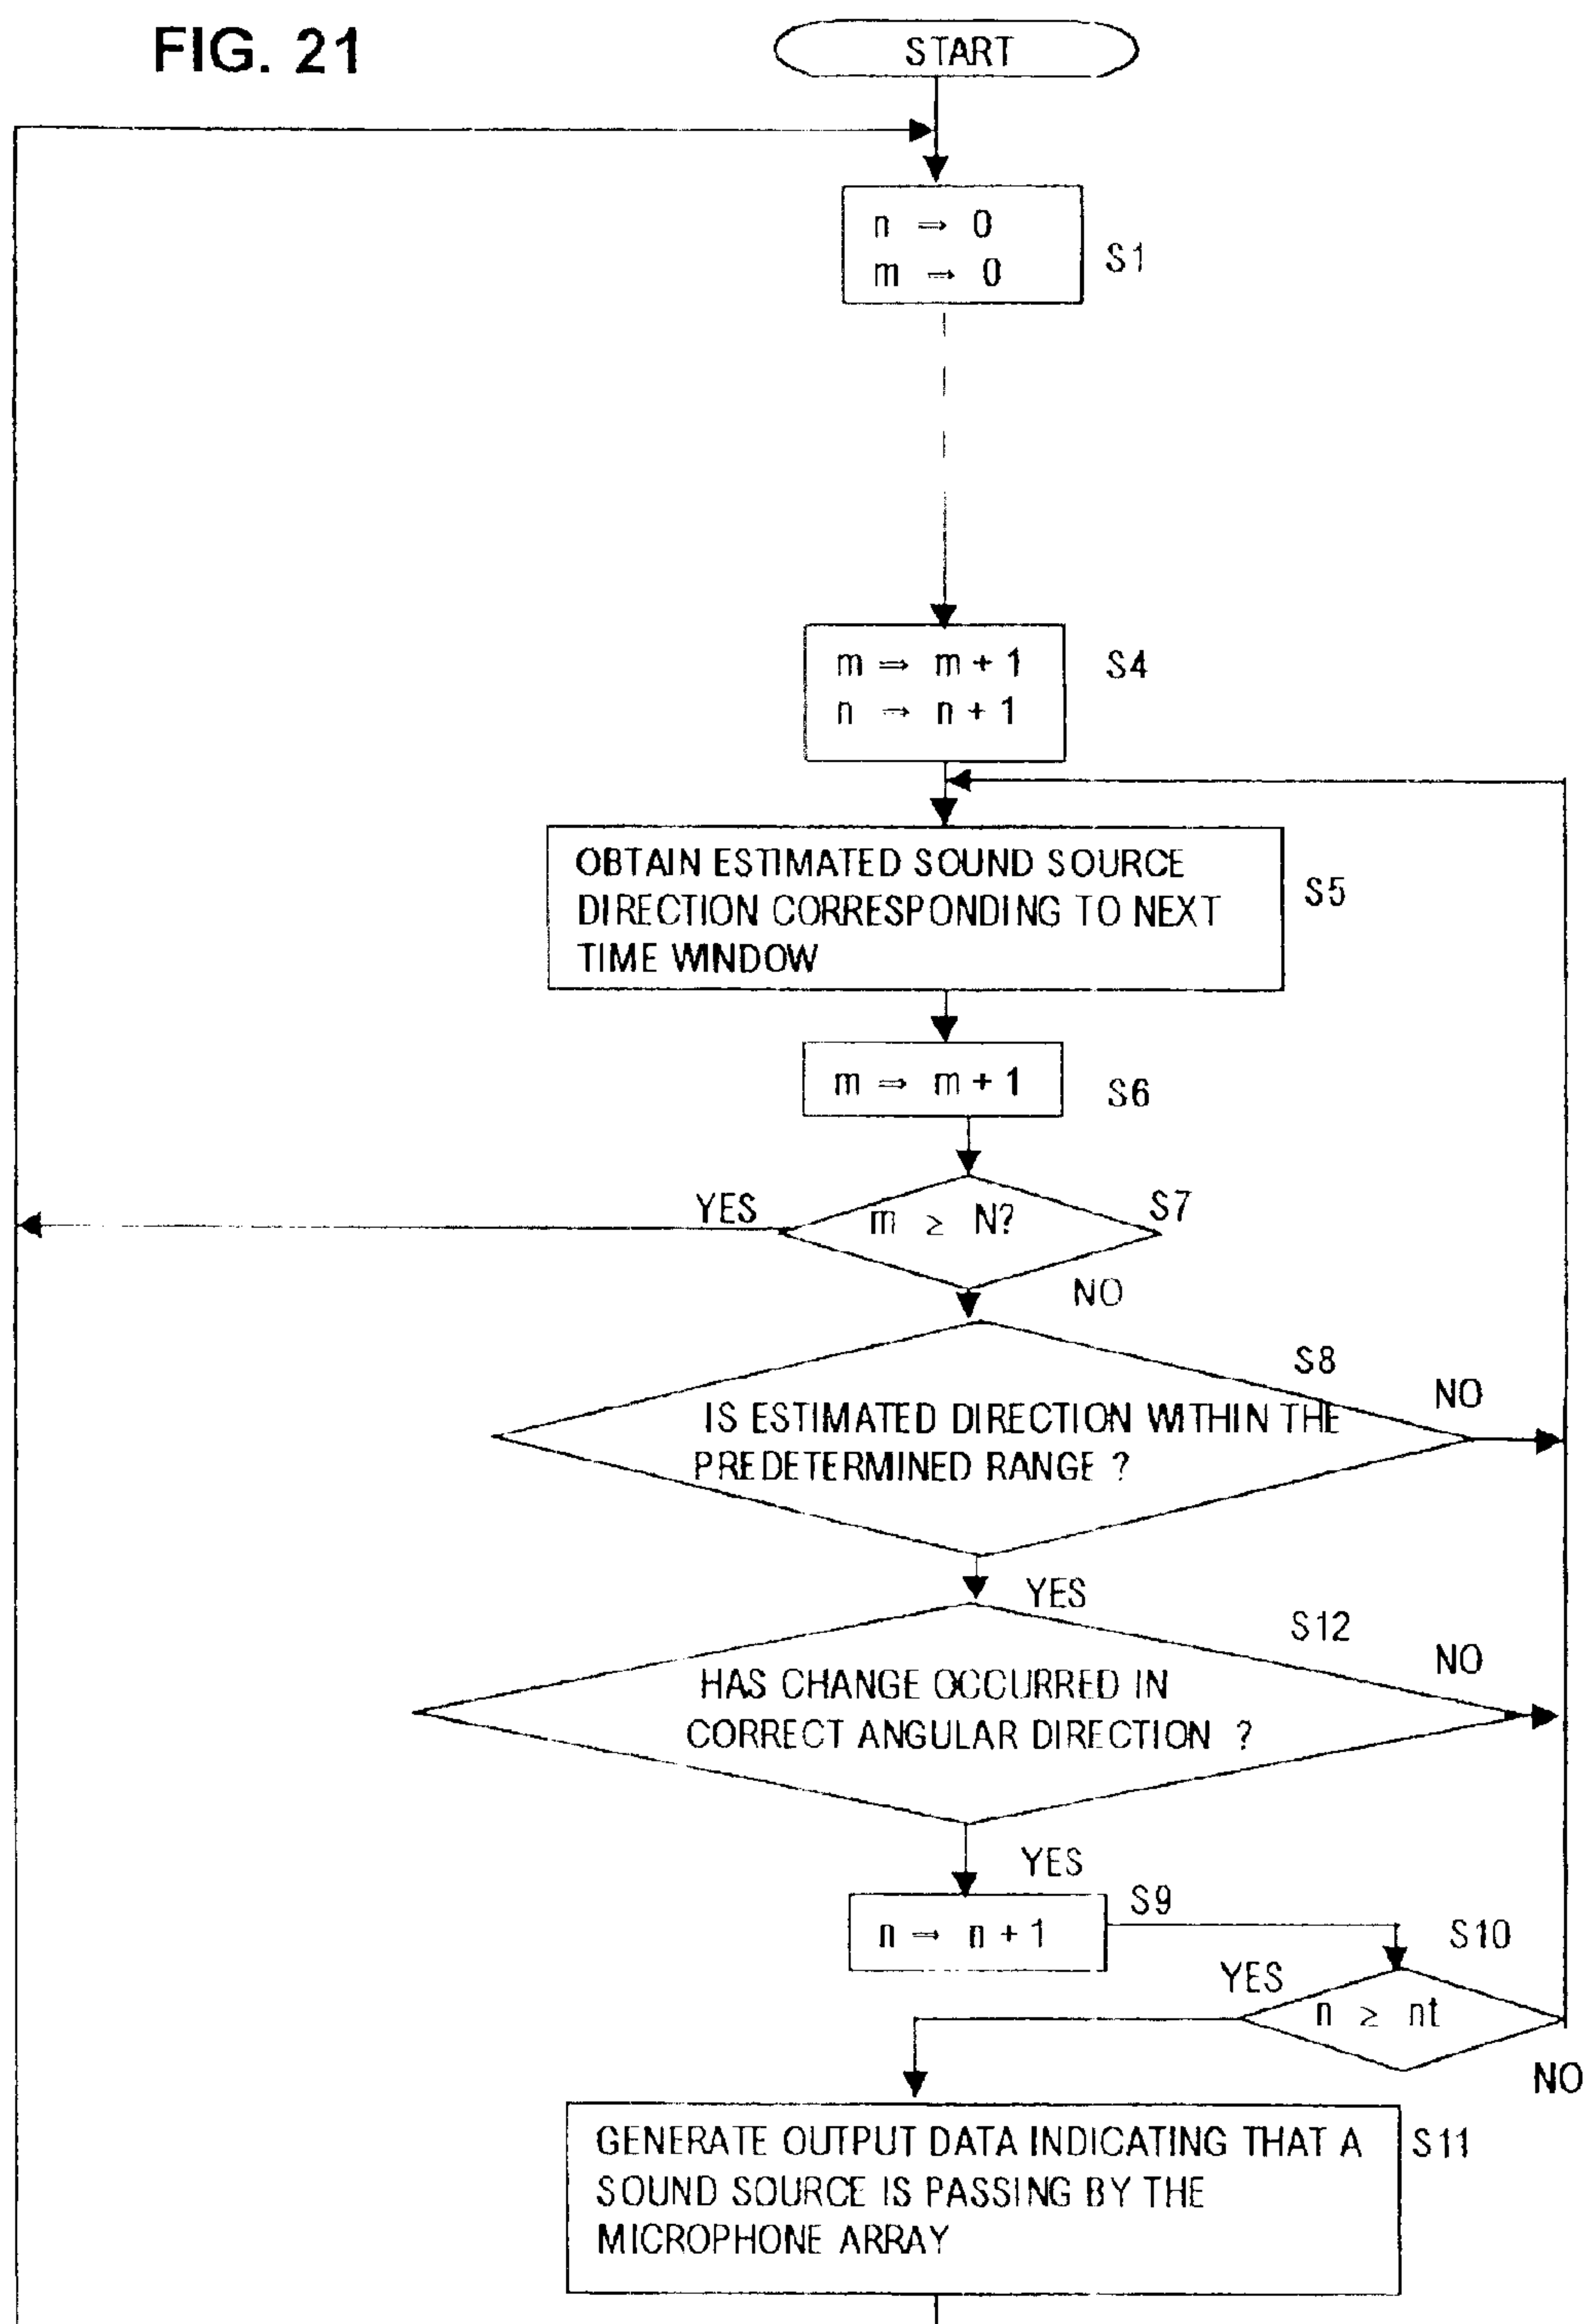 FIG. 21
START
n ⇒ 0
m ⇒ 0
S1
m ⇒ m + 1
n ⇒ n + 1
S4
OBTAIN ESTIMATED SOUND SOURCE
DIRECTION CORRESPONDING TO NEXT
TIME WINDOW
S5
m ⇒ m + 1
S6
YES
m ≥ N?
S7
NO
S8
NO
IS ESTIMATED DIRECTION WITHIN THE
PREDETERMINED RANGE ?
YES
S12
NO
HAS CHANGE OCCURRED IN
CORRECT ANGULAR DIRECTION ?
YES
S9
n ⇒ n + 1
S10
YES
n ≥ nt
NO
GENERATE OUTPUT DATA INDICATING THAT A
SOUND SOURCE IS PASSING BY THE
MICROPHONE ARRAY
S11